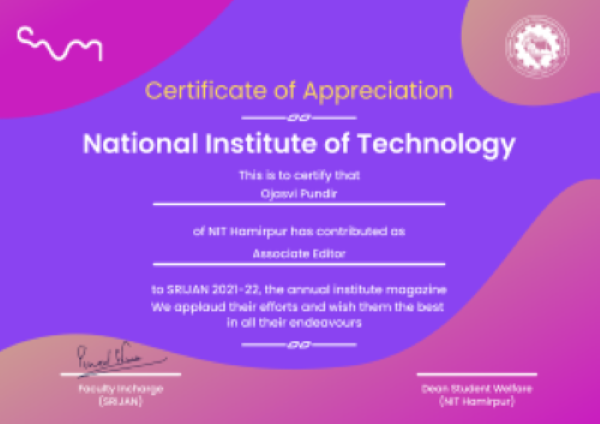 Certificate of Appreciation
National Institute of Technology
This is to certify that
Ojasvi Pundir
of NIT Hamirpur has contributed as
Associate Editor
to SRIJAN 2021-22, the annual institute magazine
We applaud their efforts and wish them the best
in all their endeavours
Faculty Incharge
(SRIJAN)
Dean Student Welfare
(NIT Hamirpur)